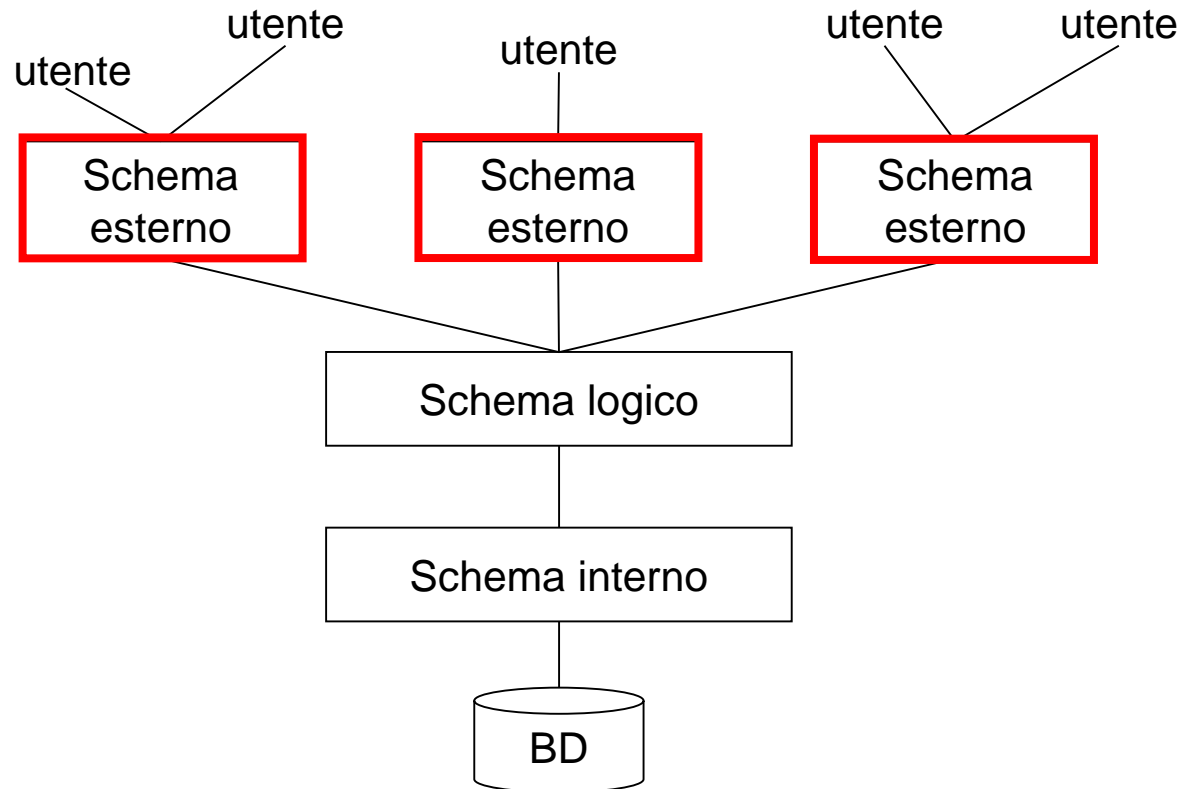 utente
utente
utente
utente
utente
Schema
esterno
Schema
esterno
Schema
esterno
Schema logico
Schema interno
BD